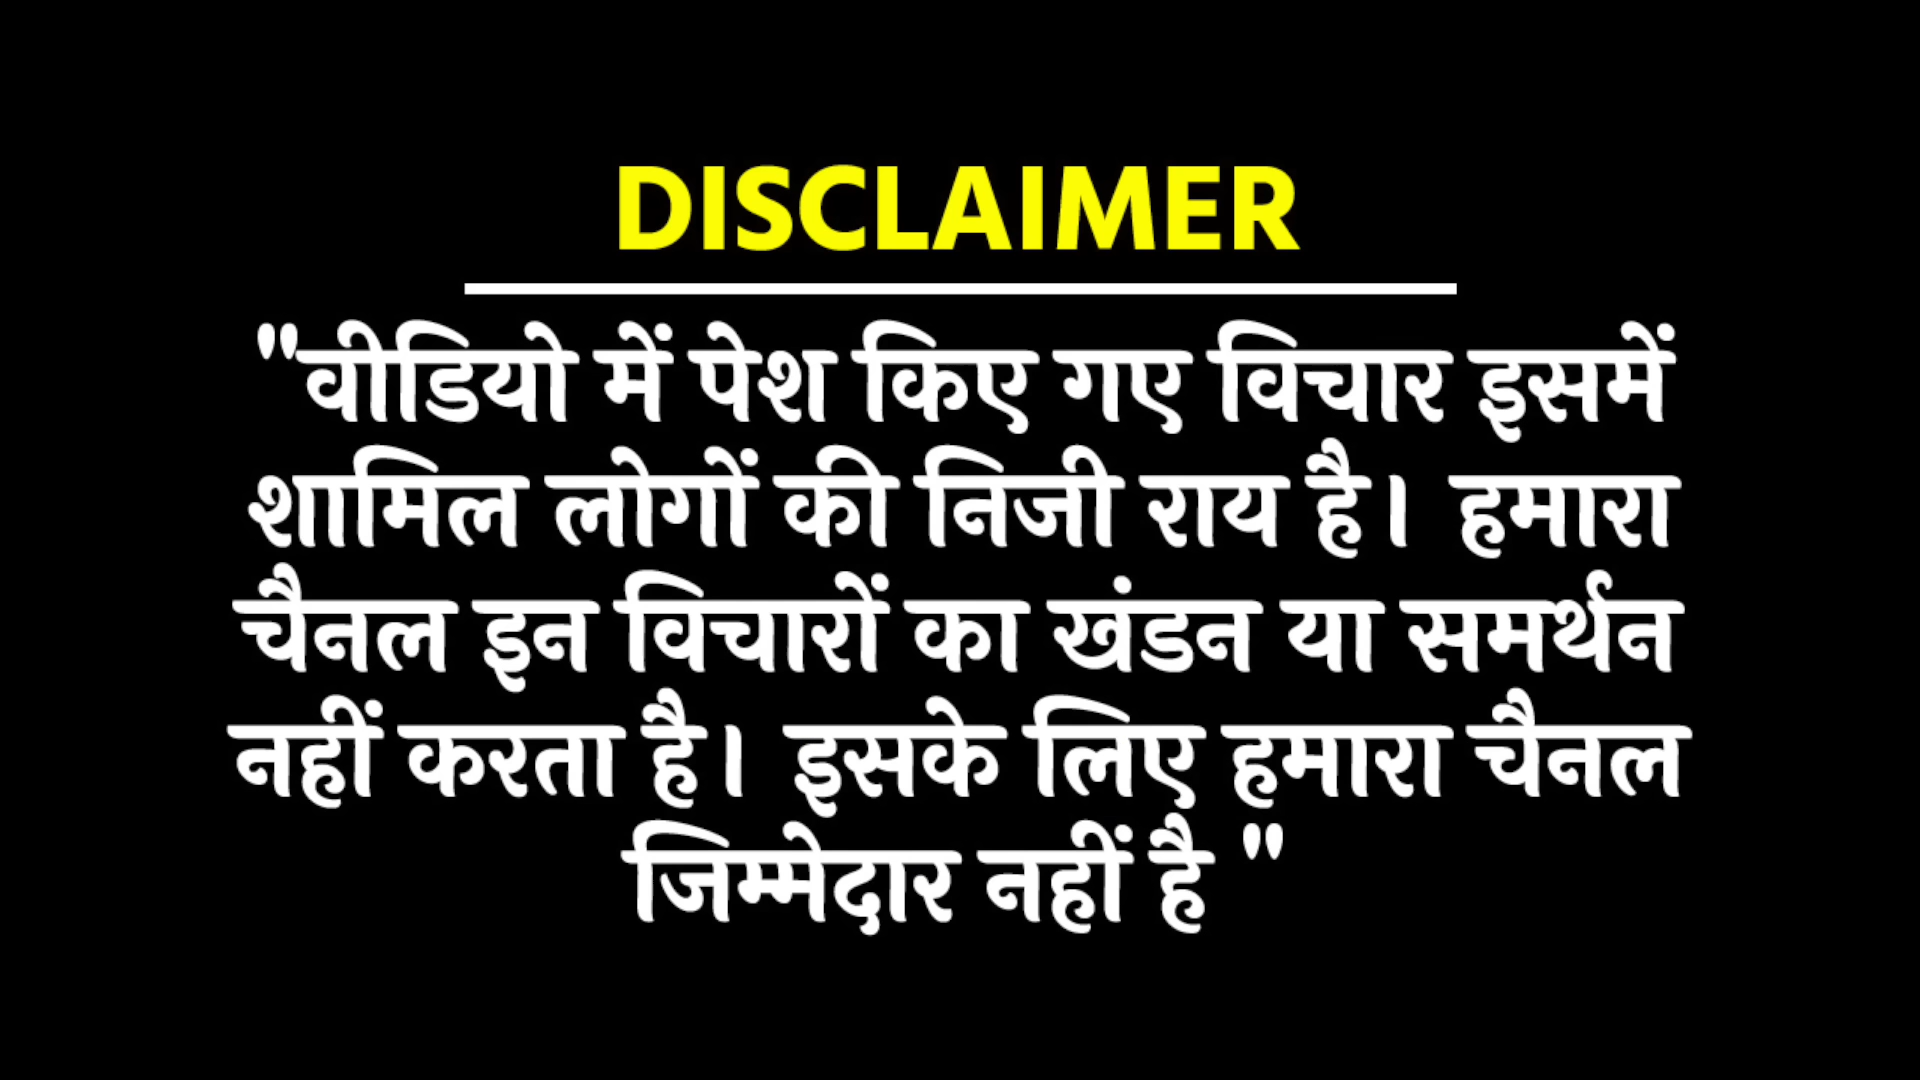 DISCLAIMER
"वीडियो में पेश किए गए विचार इसमें
शामिल लोगों की निजी राय है। हमारा
चैनल इन विचारों का खंडन या समर्थन
नहीं करता है। इसके लिए हमारा चैनल
जिम्मेदार नहीं है "